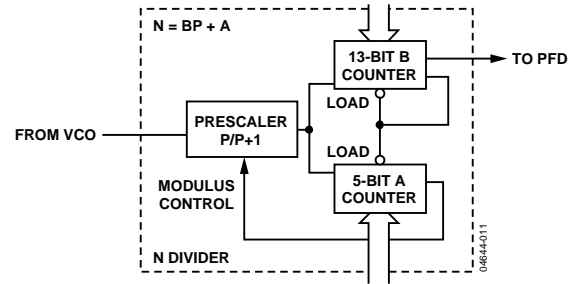 N = BP + A
13-BIT B
COUNTER
TO PFD
LOAD
PRESCALER
P/P+1
FROM VCO
LOAD
MODULUS
CONTROL
5-BIT A
COUNTER
N DIVIDER
04644-011